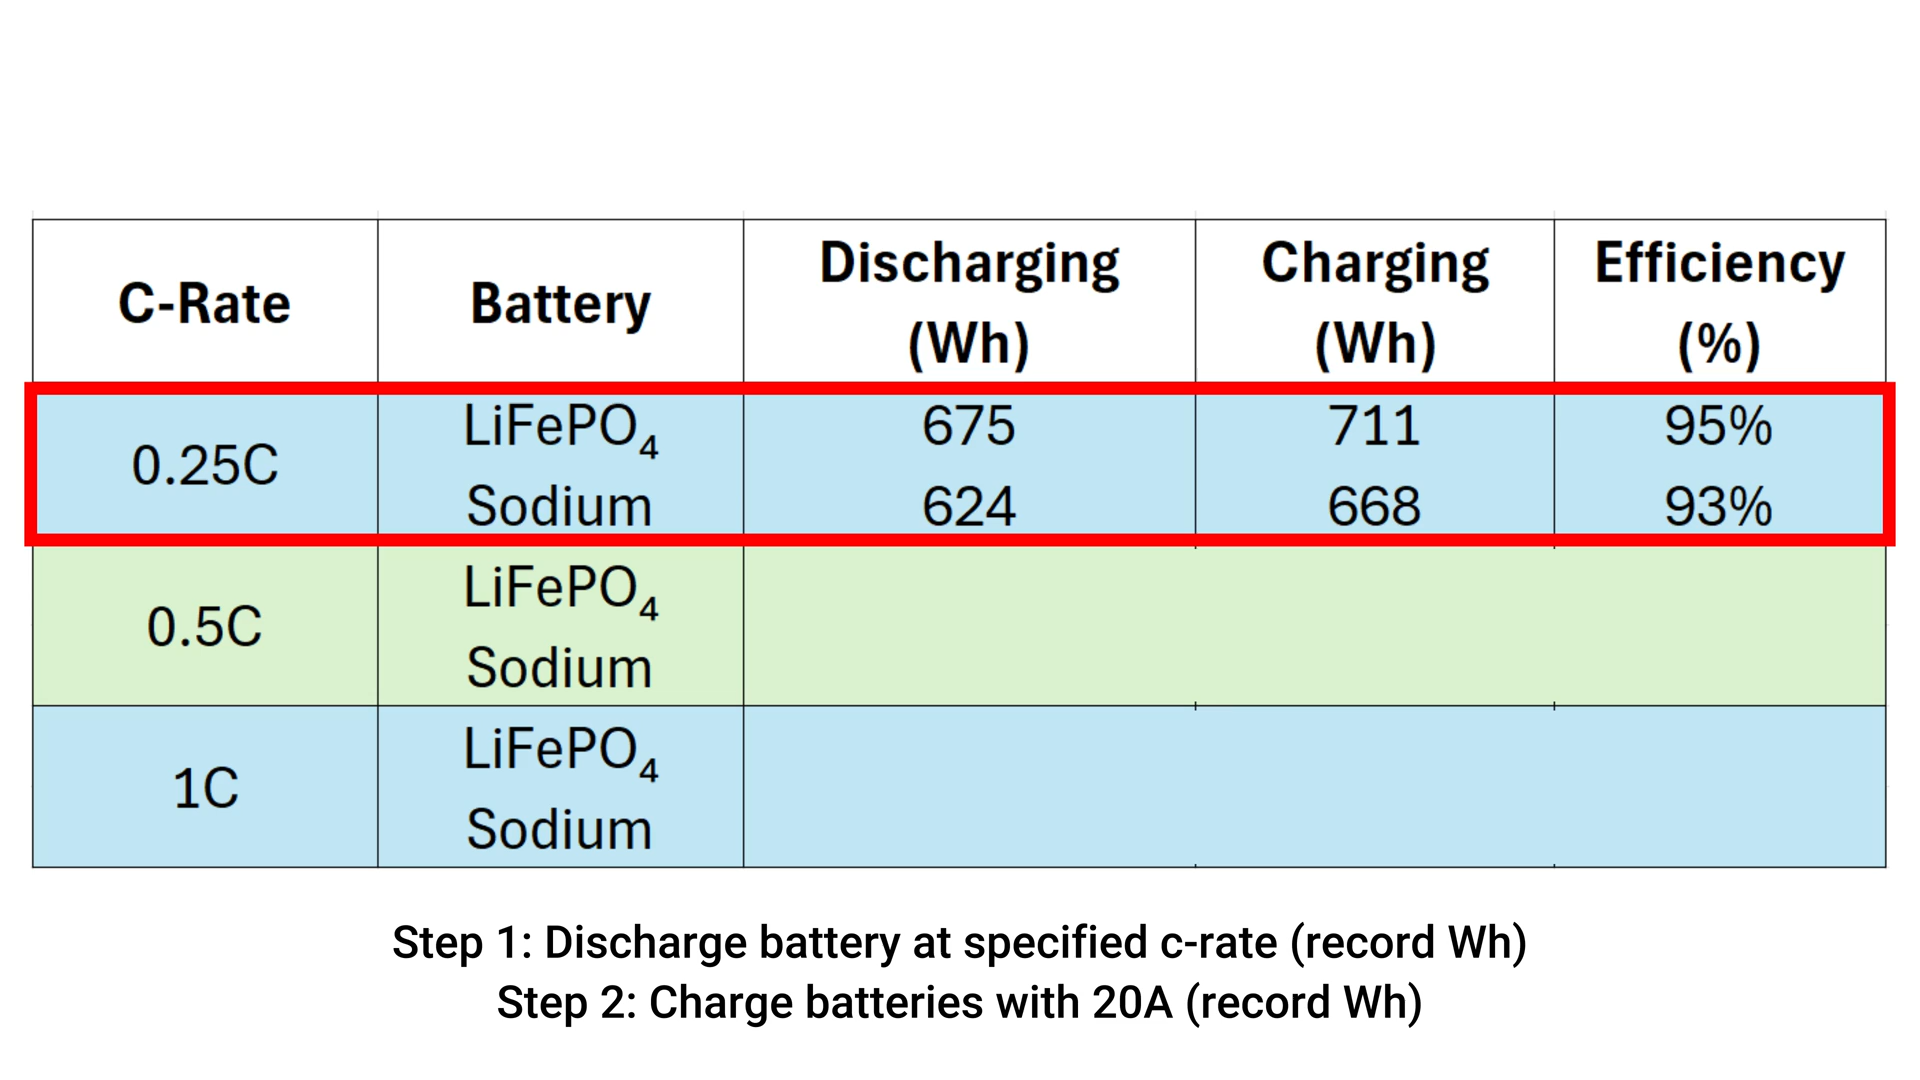 C-Rate Battery Discharging (Wh) Charging (Wh) Efficiency (%)
0.25C LiFePO₄ 675 711 95%
Sodium 624 668 93%
0.5C LiFePO₄
Sodium
1C LiFePO₄
Sodium
Step 1: Discharge battery at specified c-rate (record Wh)
Step 2: Charge batteries with 20A (record Wh)